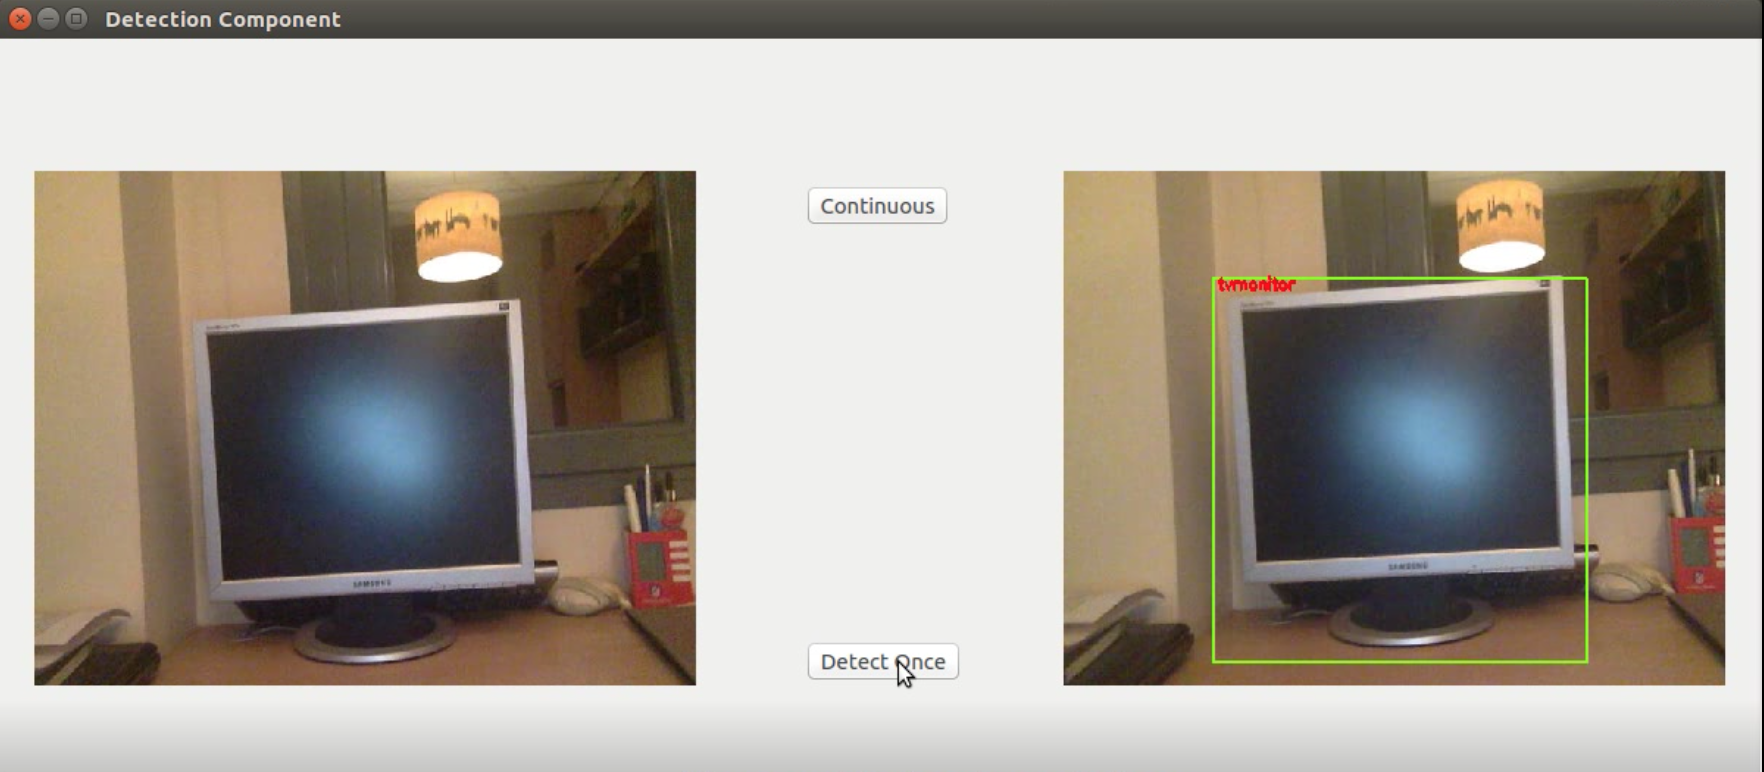 Detection Component
Continuous
tvmonitor
SAMSUNG
SAMSUNG
Detect Once